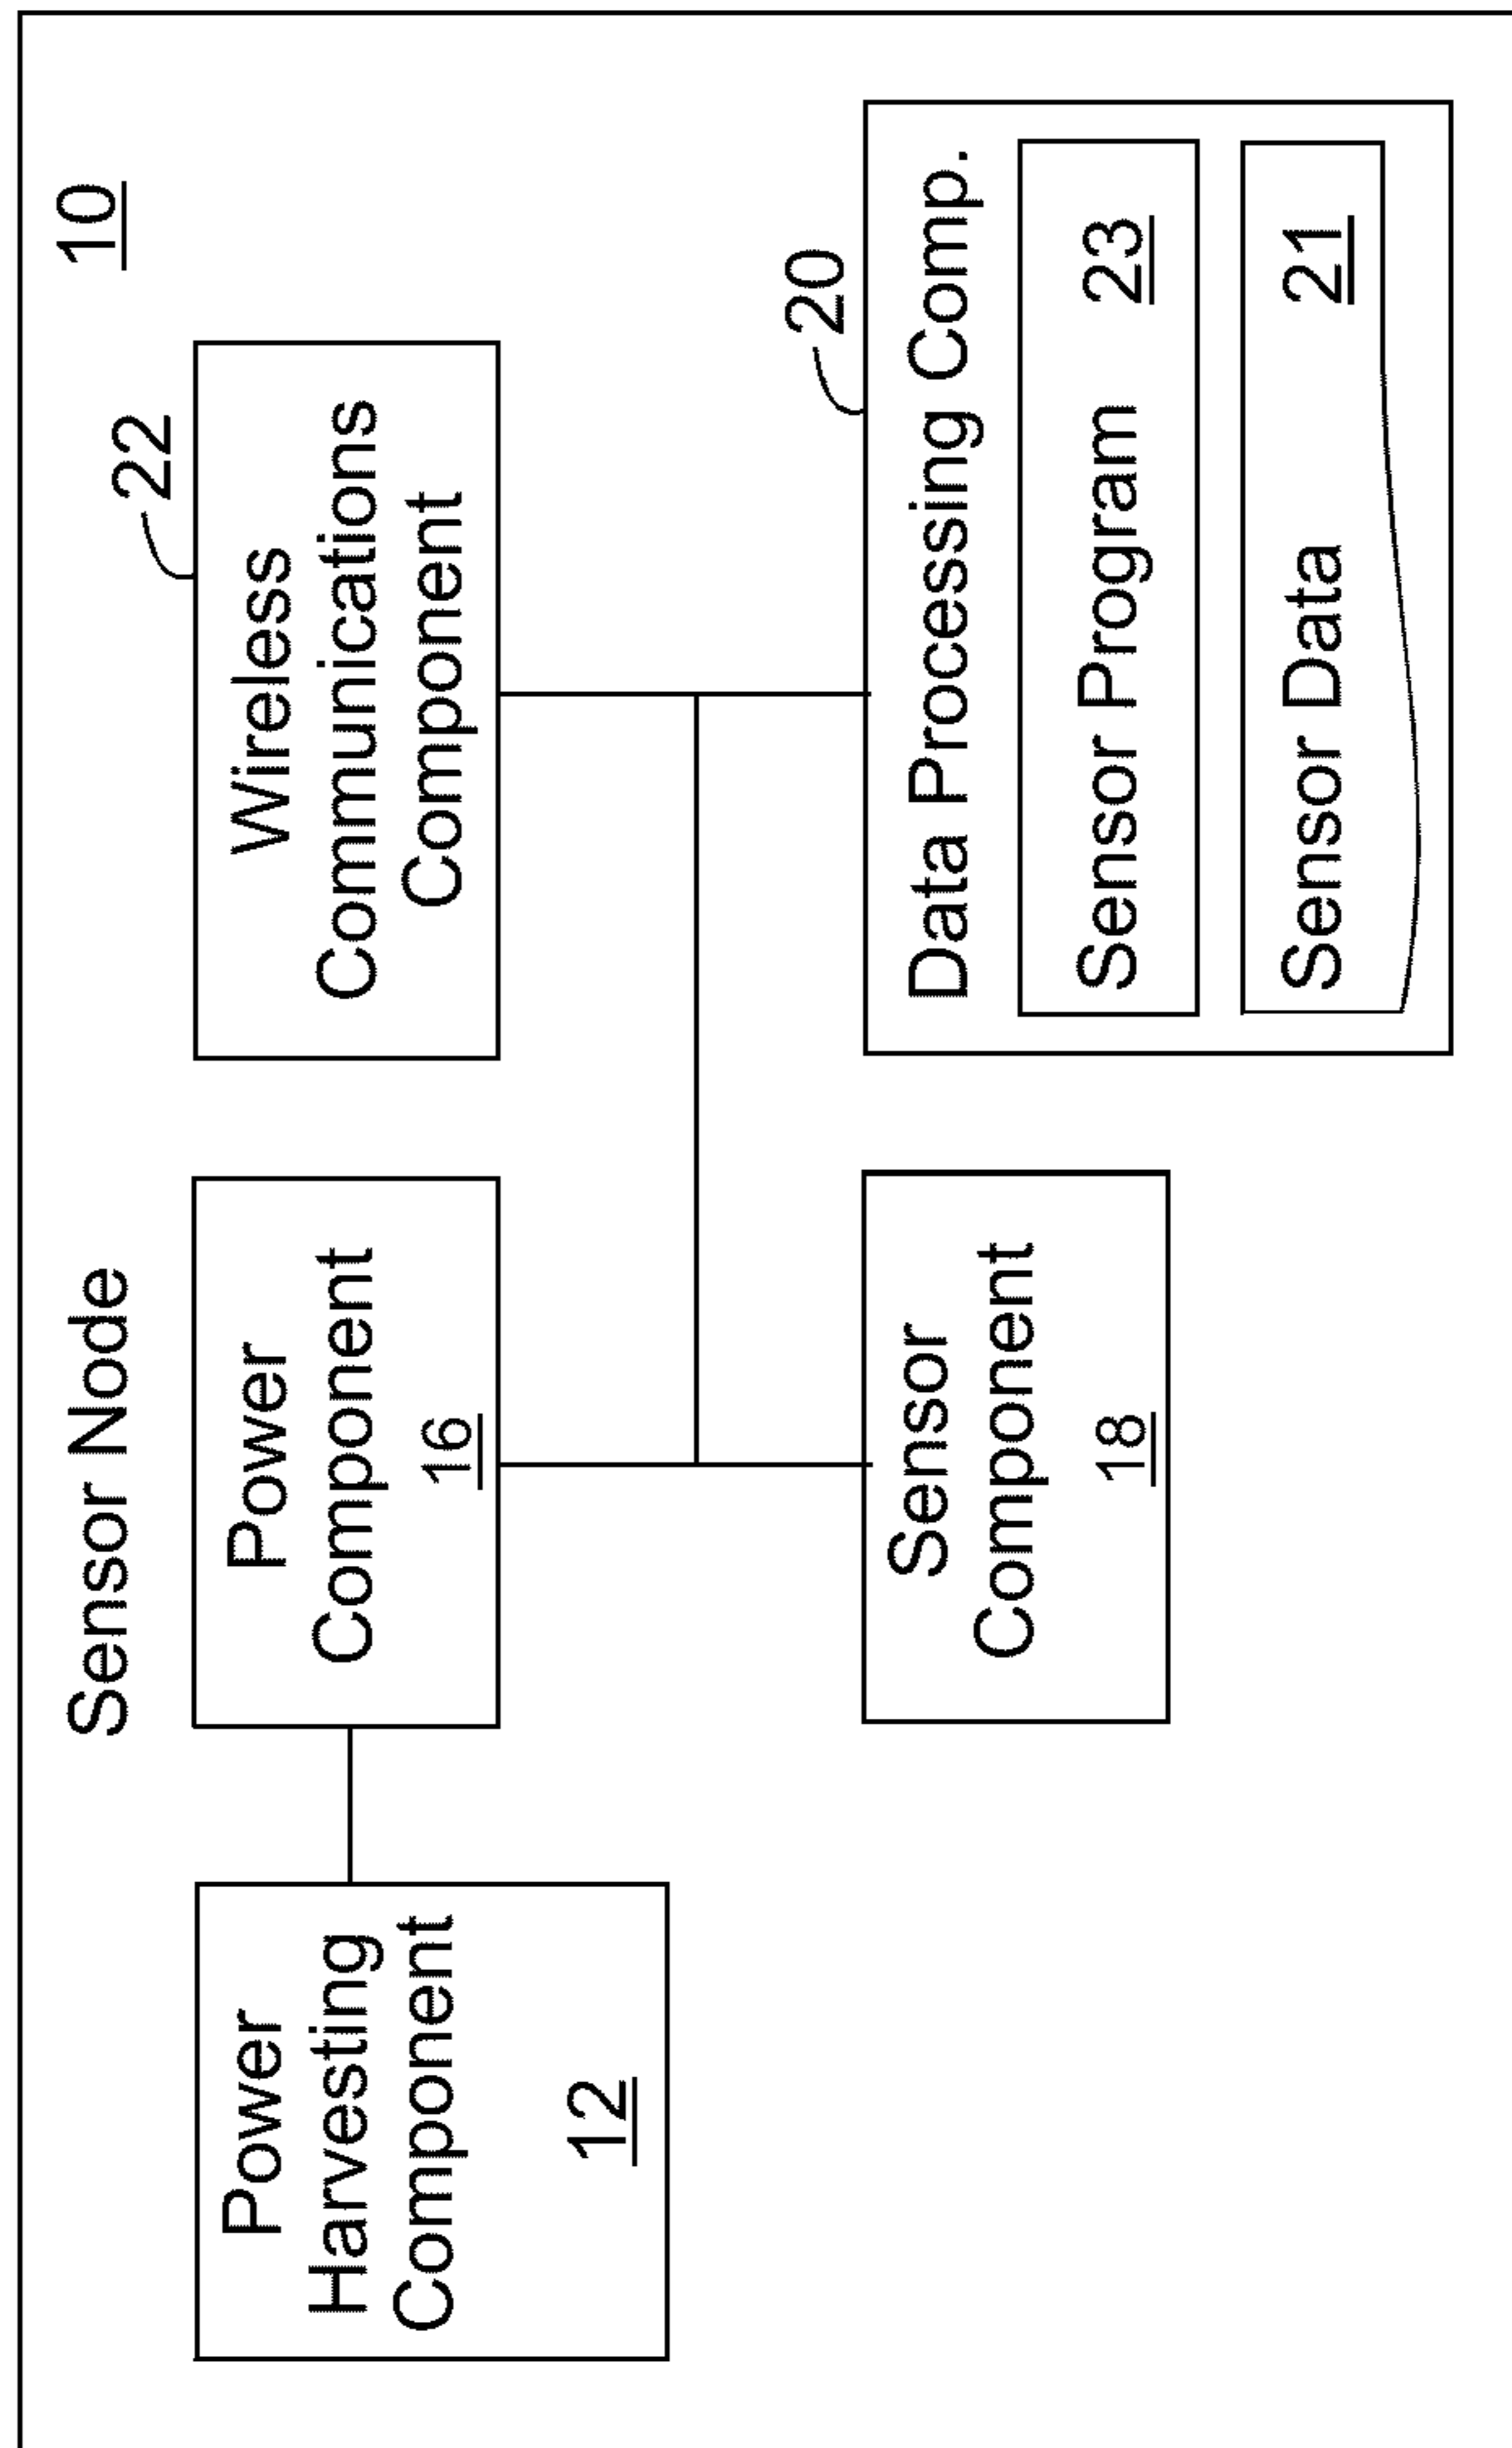 Sensor Node
10
Power
Harvesting
Component
12
Power
Component
16
22
Wireless
Communications
Component
Sensor
Component
18
20
Data Processing Comp.
Sensor Program 23
Sensor Data 21